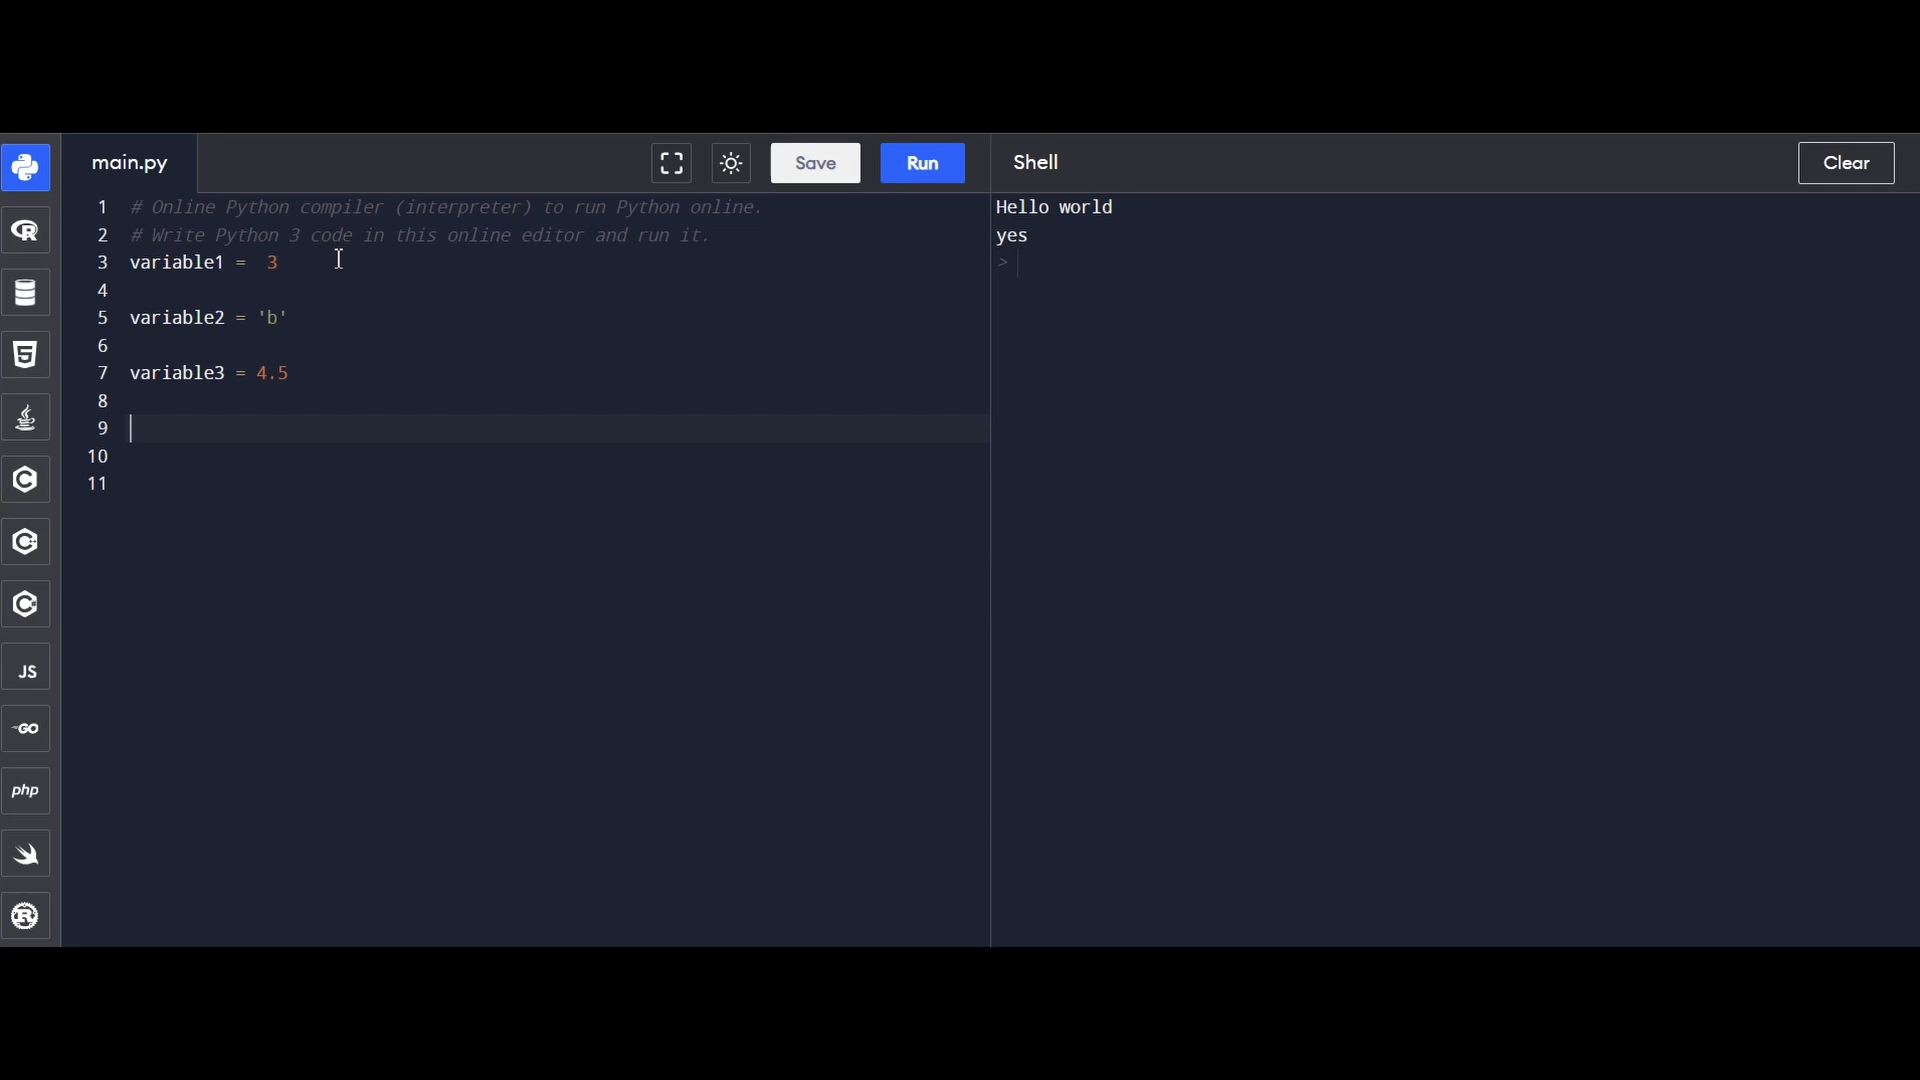 main.py
Save
Run
Shell
Clear
1 # Online Python compiler (interpreter) to run Python online.
2 # Write Python 3 code in this online editor and run it.
3 variable1 =  3
4
5 variable2 = 'b'
6
7 variable3 = 4.5
8
9
10
11
Hello world
yes
>
JS
GO
php